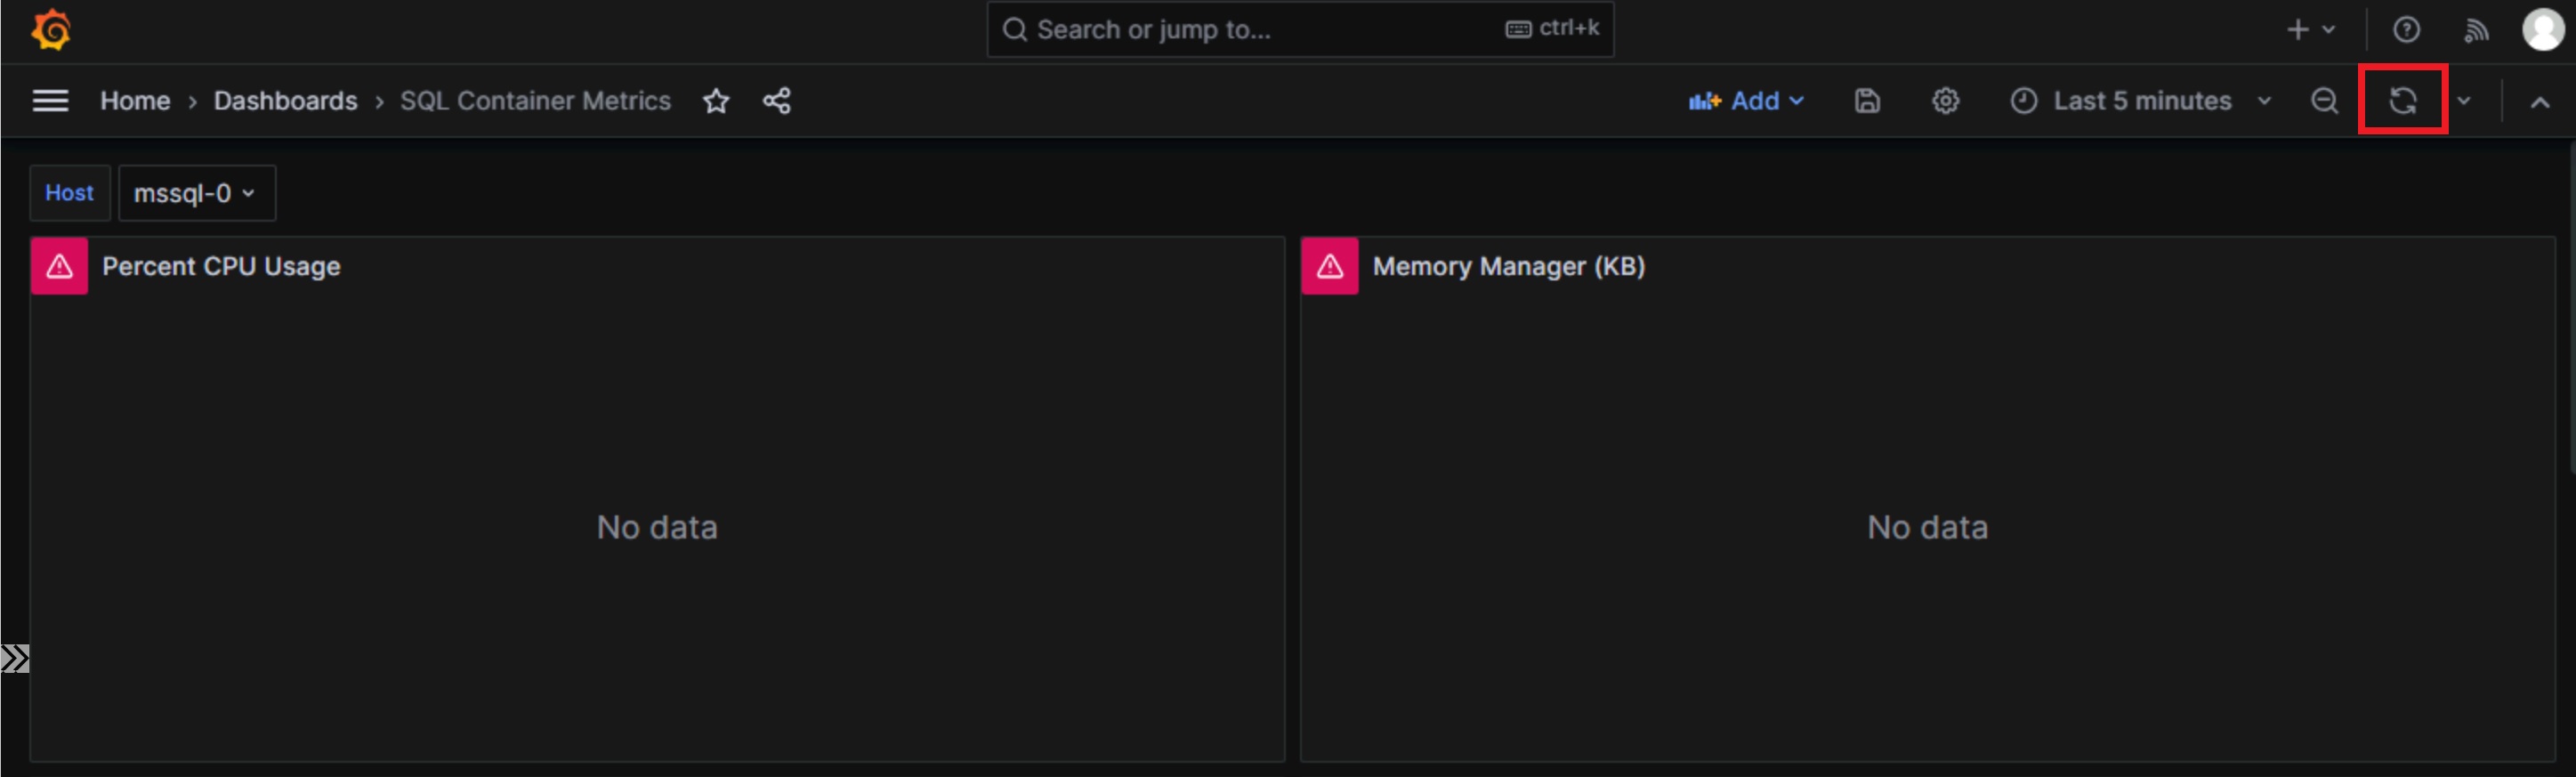 Search or jump to... ctrl+k
Home › Dashboards › SQL Container Metrics Add Last 5 minutes
Host mssql-0
Percent CPU Usage
No data
Memory Manager (KB)
No data